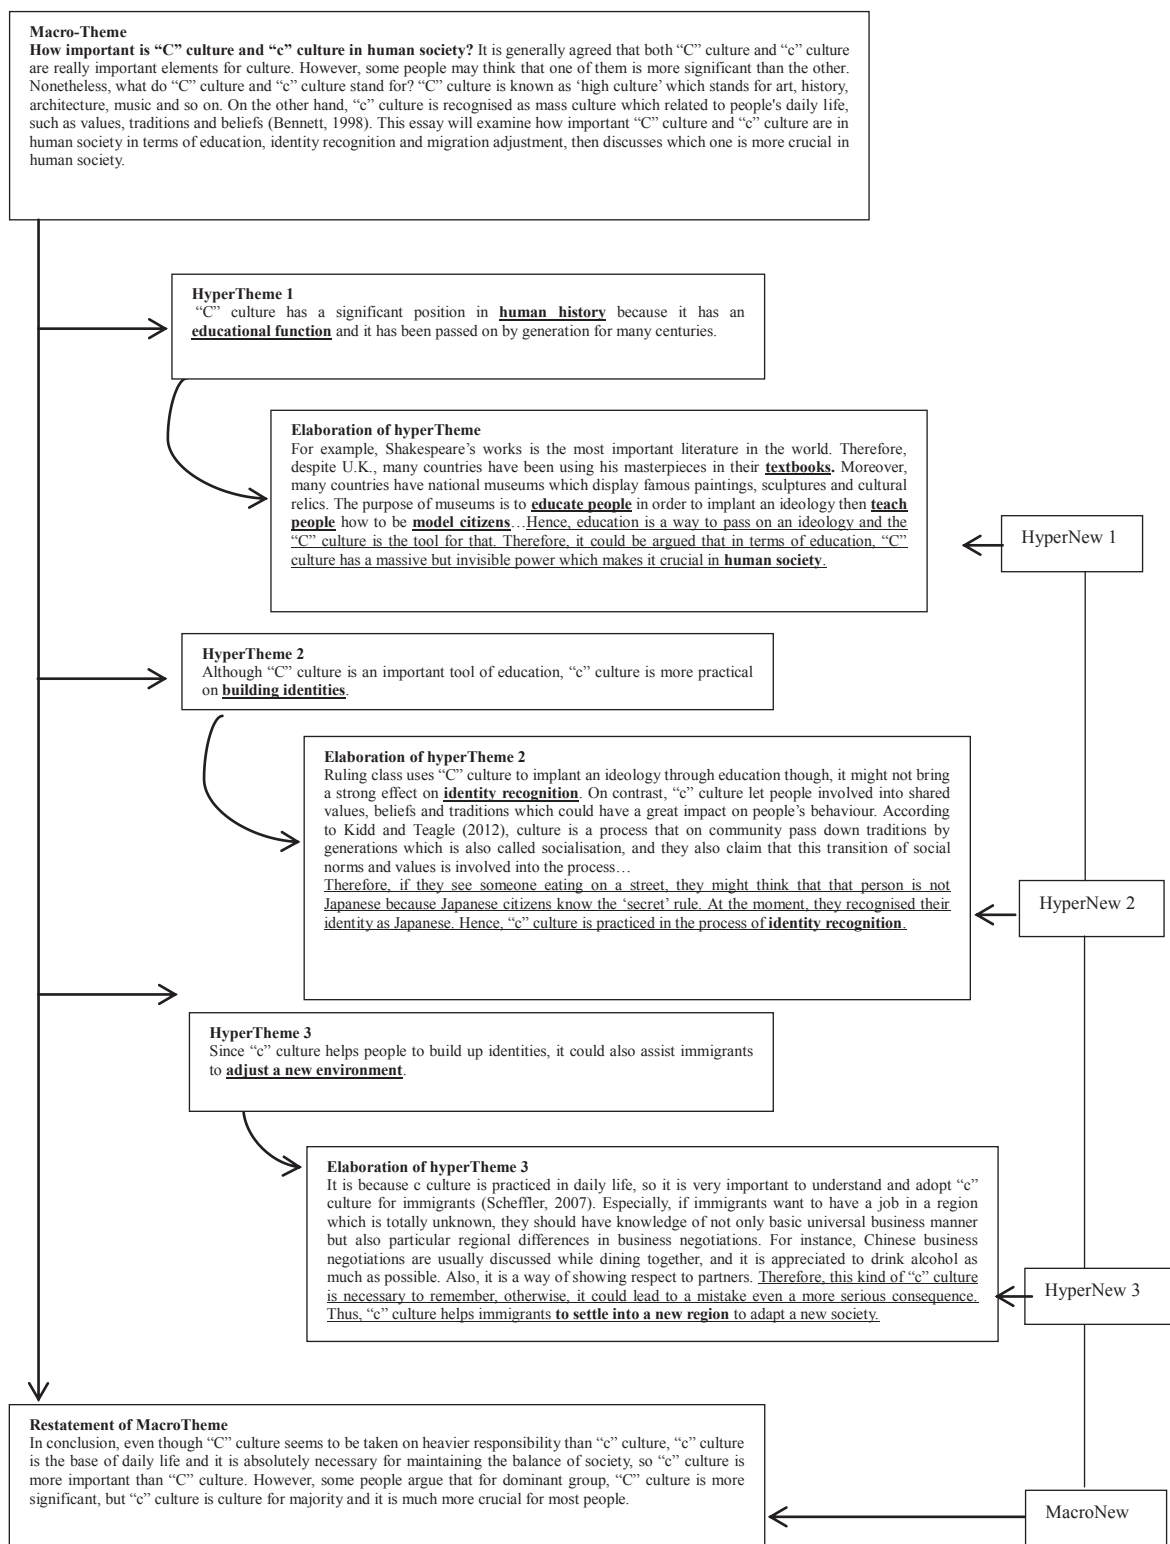 Macro-Theme
How important is “C” culture and “c” culture in human society? It is generally agreed that both “C” culture and “c” culture
are really important elements for culture. However, some people may think that one of them is more significant than the other.
Nonetheless, what do “C” culture and “c” culture stand for? “C” culture is known as ‘high culture’ which stands for art, history,
architecture, music and so on. On the other hand, “c” culture is recognised as mass culture which related to people's daily life,
such as values, traditions and beliefs (Bennett, 1998). This essay will examine how important “C” culture and “c” culture are in
human society in terms of education, identity recognition and migration adjustment, then discusses which one is more crucial in
human society.
HyperTheme 1
“C” culture has a significant position in human history because it has an
educational function and it has been passed on by generation for many centuries.
Elaboration of hyperTheme
For example, Shakespeare’s works is the most important literature in the world. Therefore,
despite U.K., many countries have been using his masterpieces in their textbooks. Moreover,
many countries have national museums which display famous paintings, sculptures and cultural
relics. The purpose of museums is to educate people in order to implant an ideology then teach
people how to be model citizens…Hence, education is a way to pass on an ideology and the
“C” culture is the tool for that. Therefore, it could be argued that in terms of education, “C”
culture has a massive but invisible power which makes it crucial in human society.
HyperNew 1
HyperTheme 2
Although “C” culture is an important tool of education, “c” culture is more practical
on building identities.
Elaboration of hyperTheme 2
Ruling class uses “C” culture to implant an ideology through education though, it might not bring
a strong effect on identity recognition. On contrast, “c” culture let people involved into shared
values, beliefs and traditions which could have a great impact on people’s behaviour. According
to Kidd and Teagle (2012), culture is a process that on community pass down traditions by
generations which is also called socialisation, and they also claim that this transition of social
norms and values is involved into the process…
Therefore, if they see someone eating on a street, they might think that that person is not
Japanese because Japanese citizens know the ‘secret’ rule. At the moment, they recognised their
identity as Japanese. Hence, “c” culture is practiced in the process of identity recognition.
HyperNew 2
HyperTheme 3
Since “c” culture helps people to build up identities, it could also assist immigrants
to adjust a new environment.
Elaboration of hyperTheme 3
It is because c culture is practiced in daily life, so it is very important to understand and adopt “c”
culture for immigrants (Scheffler, 2007). Especially, if immigrants want to have a job in a region
which is totally unknown, they should have knowledge of not only basic universal business manner
but also particular regional differences in business negotiations. For instance, Chinese business
negotiations are usually discussed while dining together, and it is appreciated to drink alcohol as
much as possible. Also, it is a way of showing respect to partners. Therefore, this kind of “c” culture
is necessary to remember, otherwise, it could lead to a mistake even a more serious consequence.
Thus, “c” culture helps immigrants to settle into a new region to adapt a new society.
HyperNew 3
Restatement of MacroTheme
In conclusion, even though “C” culture seems to be taken on heavier responsibility than “c” culture, “c” culture
is the base of daily life and it is absolutely necessary for maintaining the balance of society, so “c” culture is
more important than “C” culture. However, some people argue that for dominant group, “C” culture is more
significant, but “c” culture is culture for majority and it is much more crucial for most people.
MacroNew